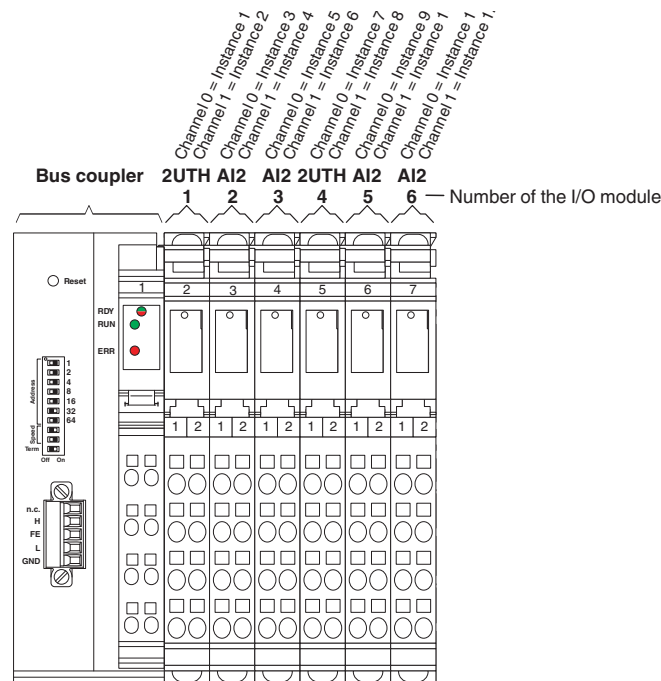 Channel 0 = Instance 1
Channel 1 = Instance 2
Channel 0 = Instance 3
Channel 1 = Instance 4
Channel 0 = Instance 5
Channel 1 = Instance 6
Channel 0 = Instance 7
Channel 1 = Instance 8
Channel 0 = Instance 9
Channel 1 = Instance 1
Channel 0 = Instance 1
Channel 1 = Instance 1
Bus coupler 2UTH AI2 AI2 2UTH AI2 AI2
1 2 3 4 5 6 Number of the I/O module
Reset
1 2 3 4 5 6 7
RDY
RUN
ERR
Address
1
2
4
8
16
32
64
Speed
Term
Off On
1 2 1 2 1 2 1 2 1 2 1 2
n.c.
H
FE
L
GND